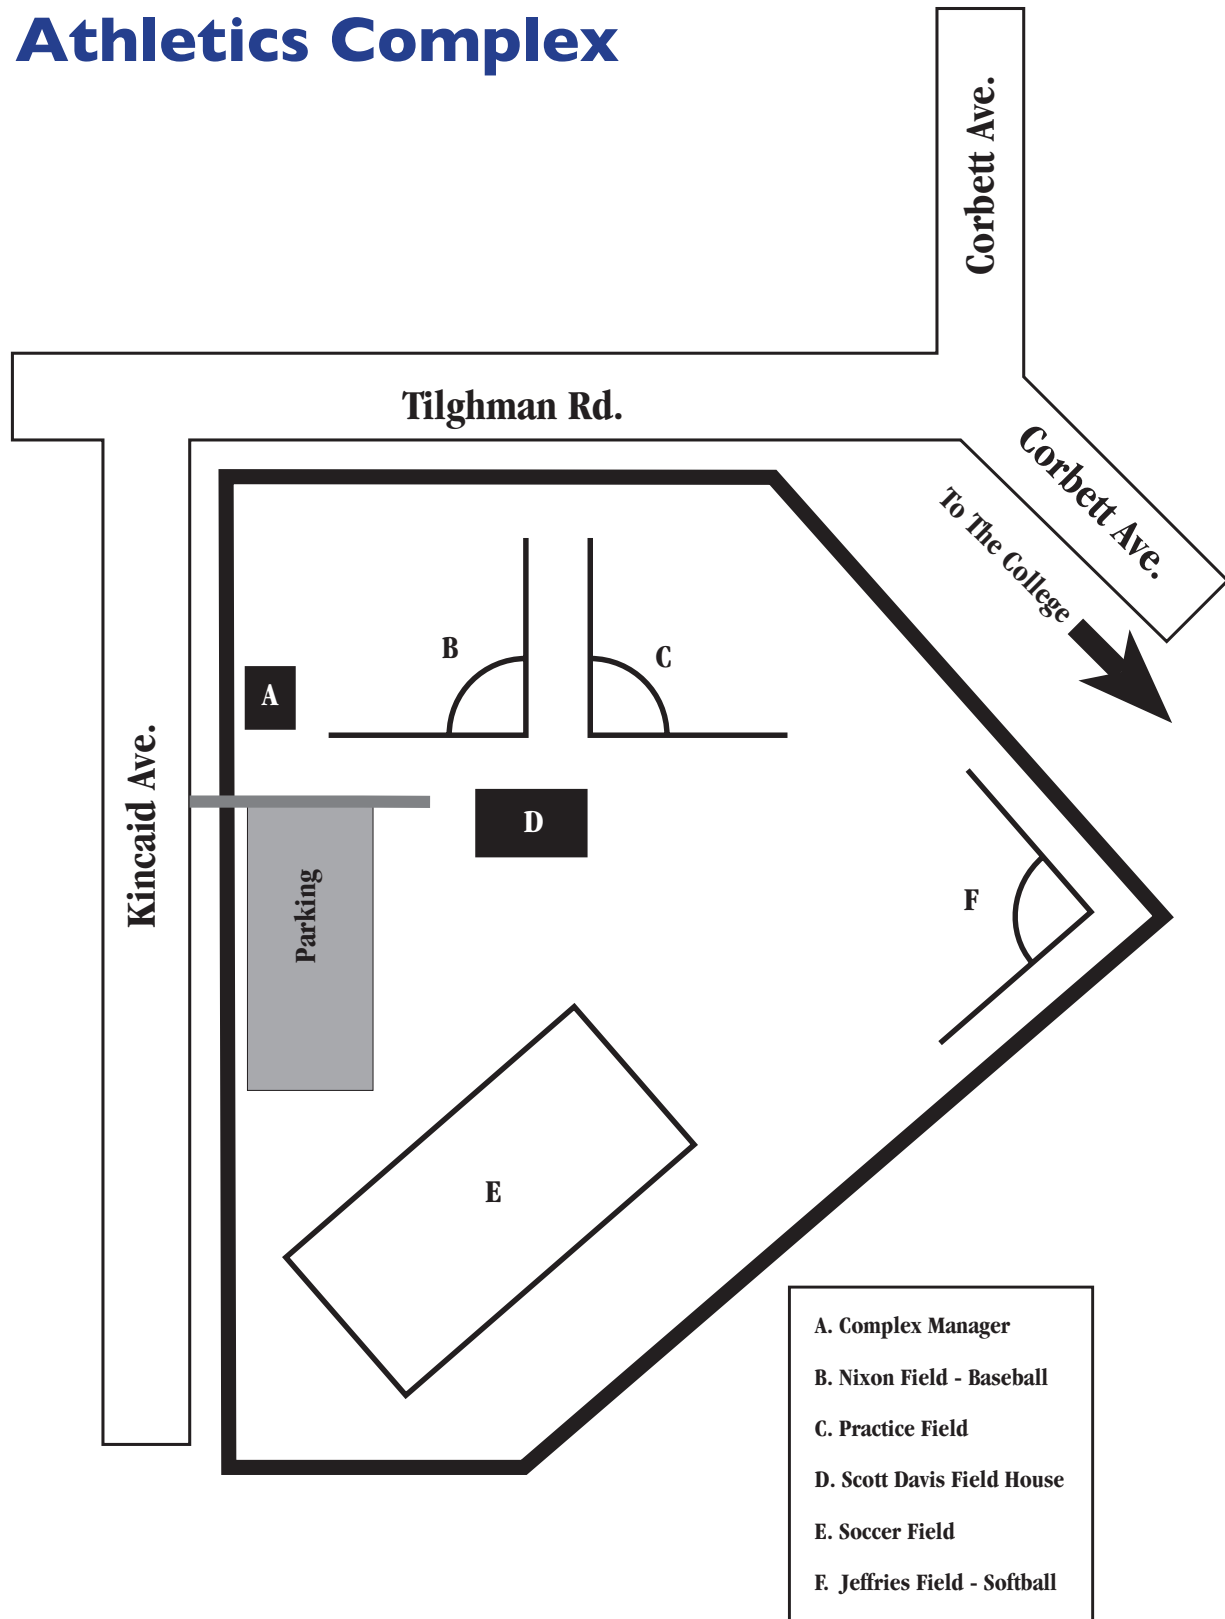 Athletics Complex
Corbett Ave.
Tilghman Rd.
Corbett Ave.
To The College
B
C
A
Kincaid Ave.
D
Parking
F
E
A. Complex Manager
B. Nixon Field - Baseball
C. Practice Field
D. Scott Davis Field House
E. Soccer Field
F. Jeffries Field - Softball